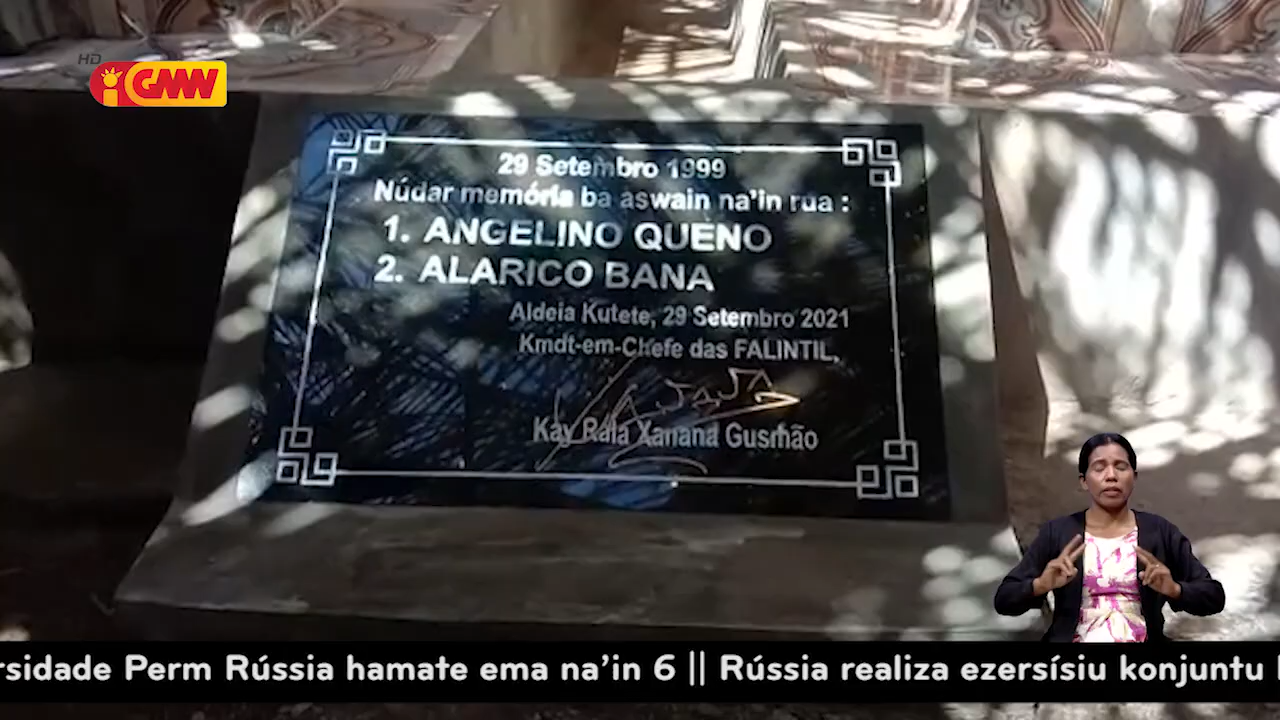 HD
GMN
29 Setembro 1999
Núdar memória ba aswain na'in rua :
1. ANGELINO QUENO
2. ALARICO BANA
Aldeia Kutete, 29 Setembro 2021
Kmdt-em-Chefe das FALINTIL,
Kay Rala Xanana Gusmão
rsidade Perm Rússia hamate ema na'in 6 || Rússia realiza ezersísiu konjuntu